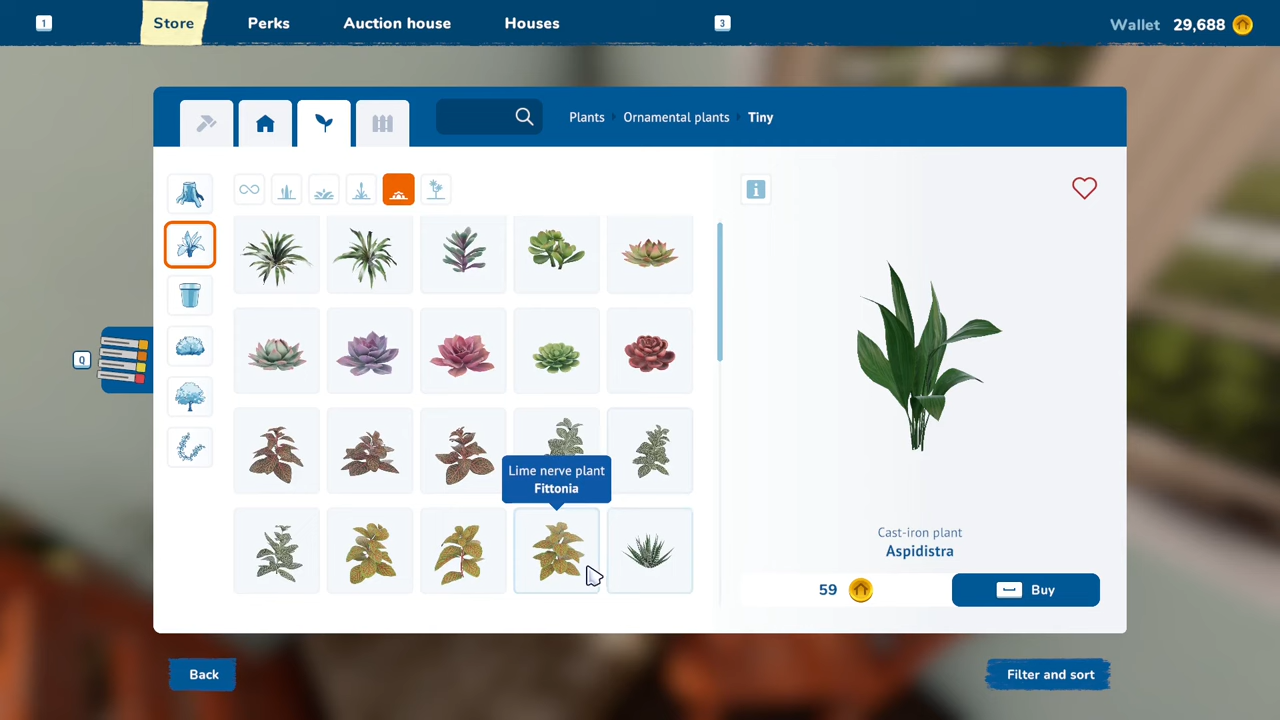 1
Store
Perks
Auction house
Houses
3
Wallet 29,688
Plants Ornamental plants Tiny
Q
Lime nerve plant
Fittonia
Cast-iron plant
Aspidistra
59
Buy
Back
Filter and sort